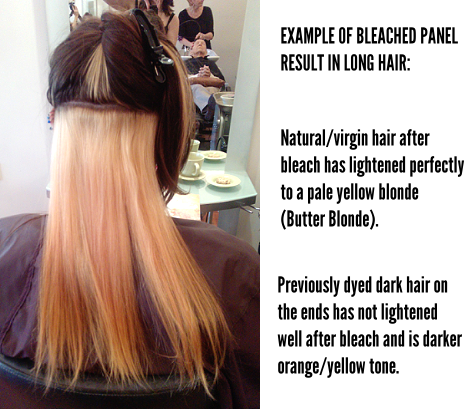 EXAMPLE OF BLEACHED PANEL
RESULT IN LONG HAIR:
Natural/virgin hair after
bleach has lightened perfectly
to a pale yellow blonde
(Butter Blonde).
Previously dyed dark hair on
the ends has not lightened
well after bleach and is darker
orange/yellow tone.